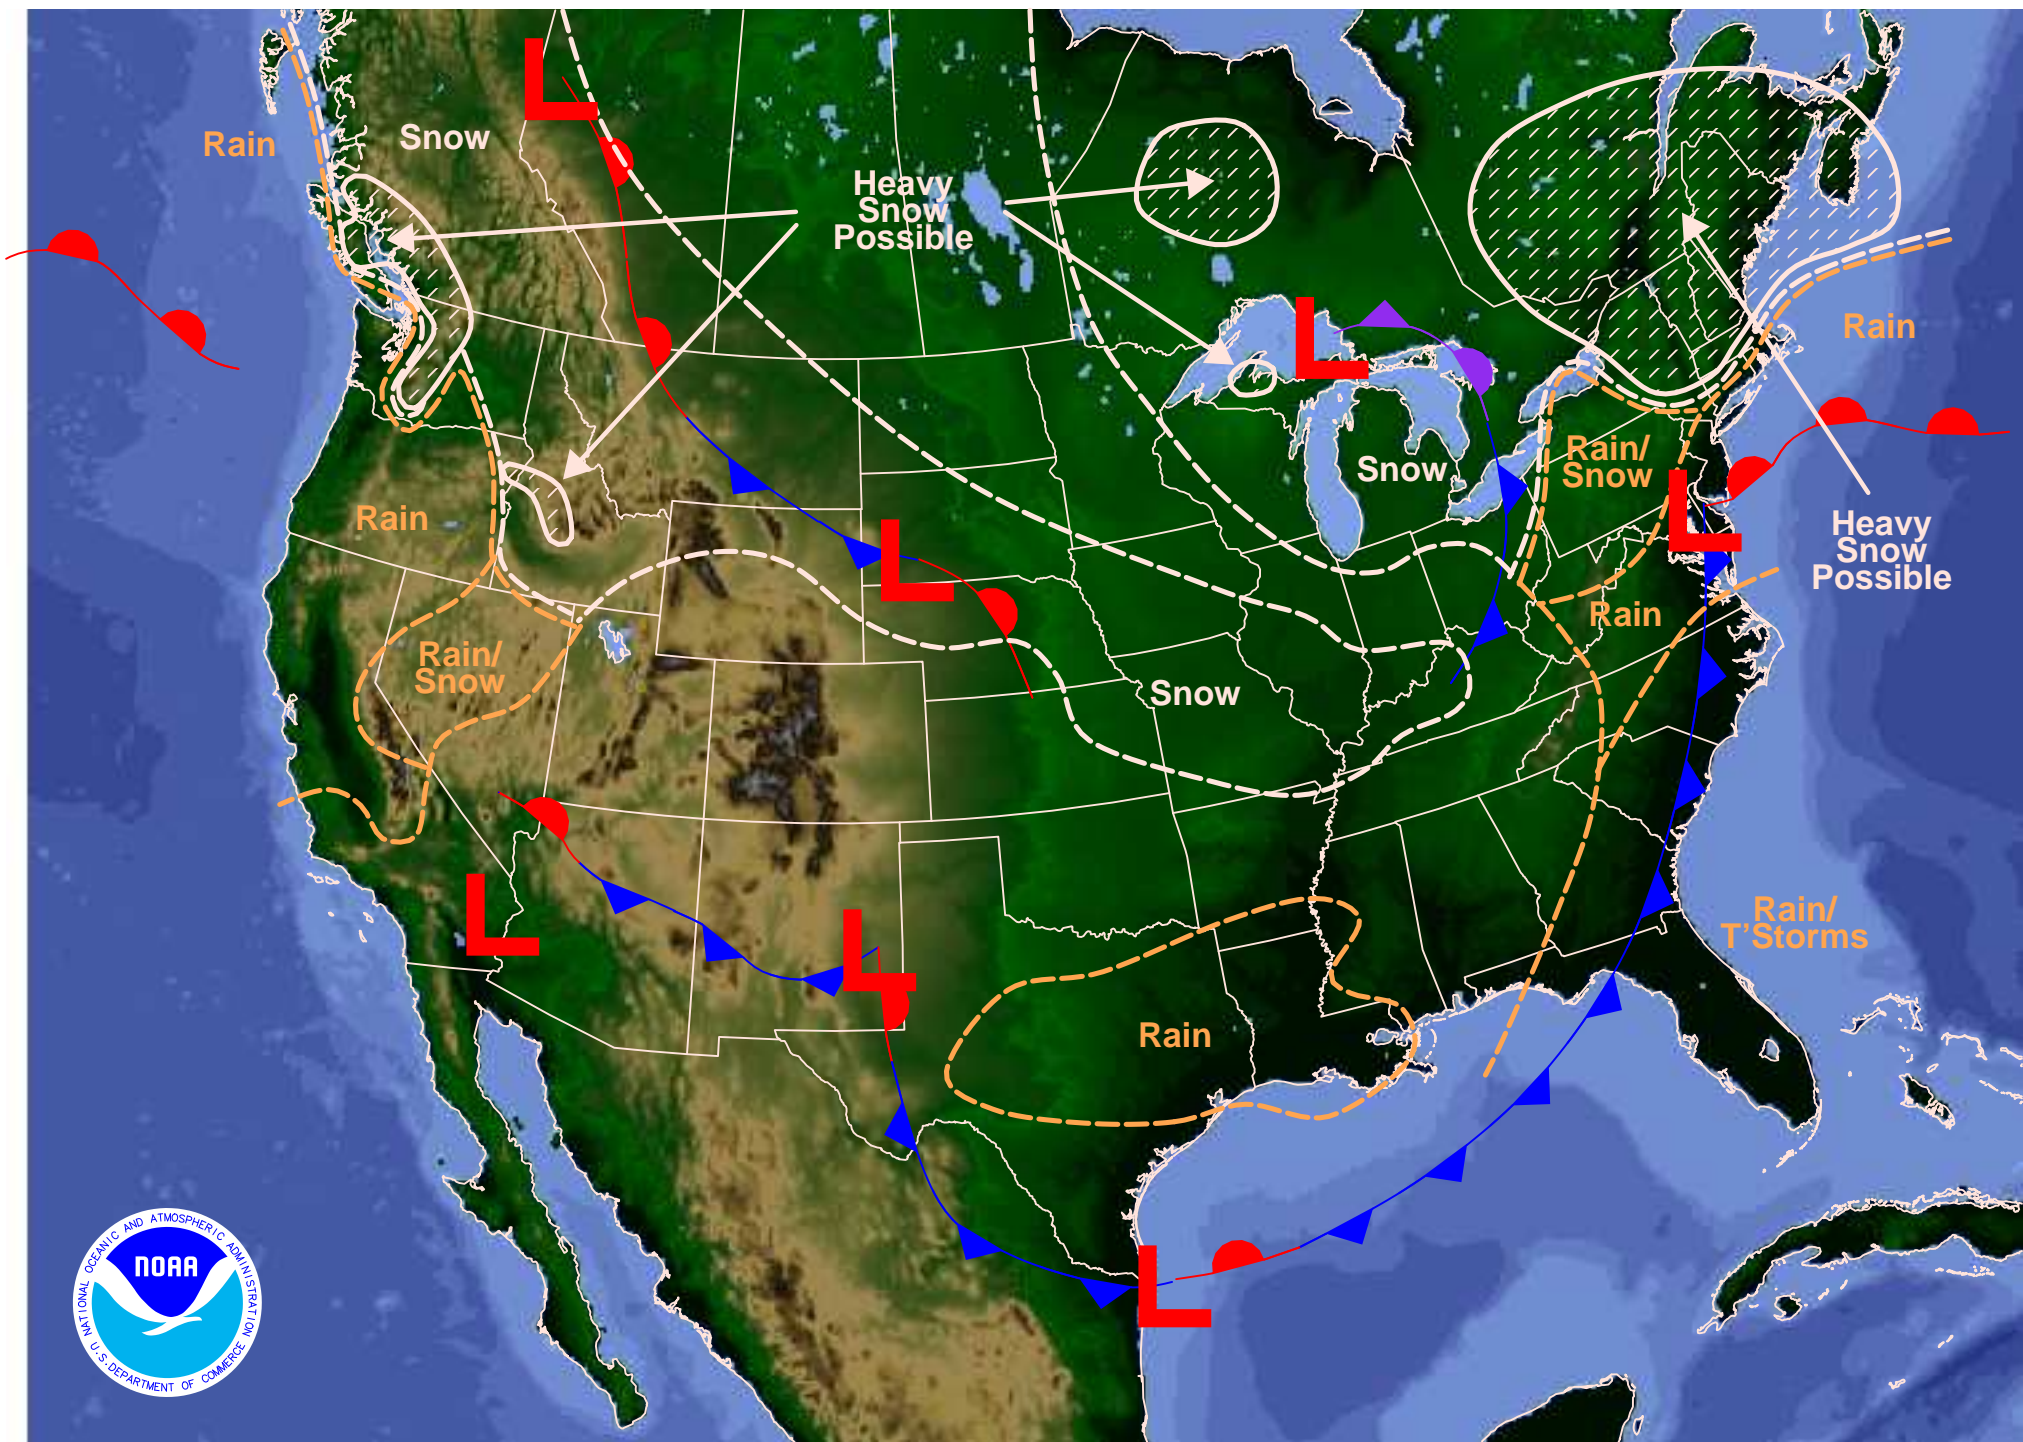 L
Rain
Snow
Heavy
Snow
Possible
L
Rain
Snow
Rain/
Snow
L
Rain
L
Heavy
Snow
Possible
Rain
Rain/
Snow
Snow
L
L
Rain/
T'Storms
Rain
L
NATIONAL OCEANIC AND ATMOSPHERIC ADMINISTRATION
NOAA
U.S. DEPARTMENT OF COMMERCE
L